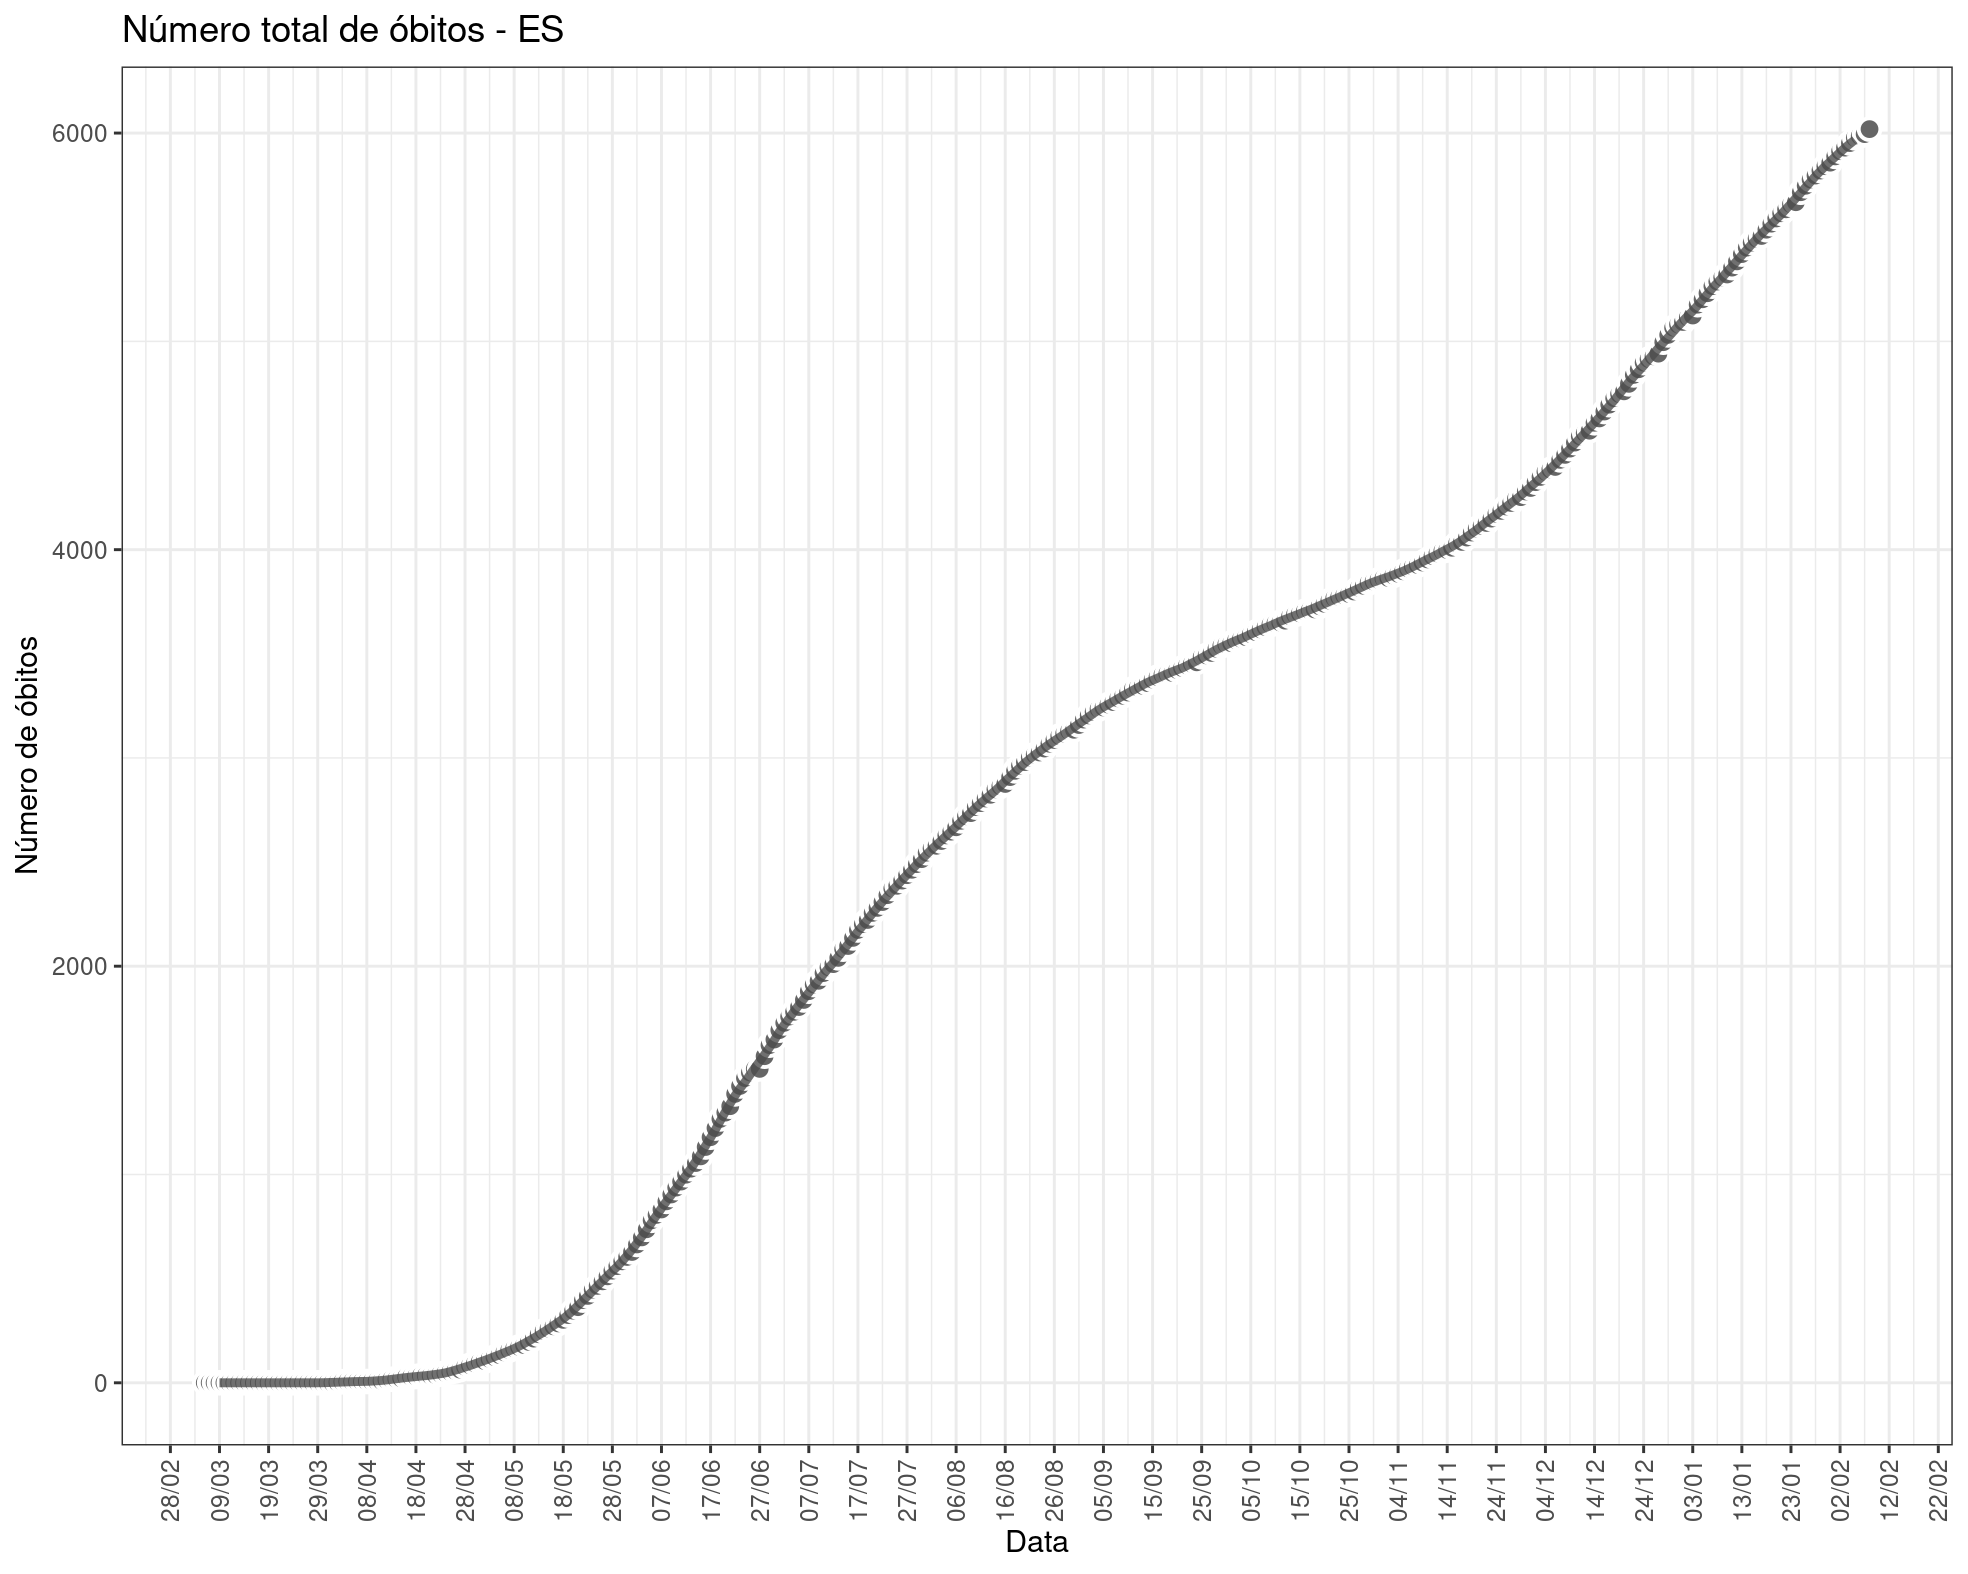 Número total de óbitos - ES
Número de óbitos
6000
4000
2000
0
28/02 09/03 19/03 29/03 08/04 18/04 28/04 08/05 18/05 28/05 07/06 17/06 27/06 07/07 17/07 27/07 06/08 16/08 26/08 05/09 15/09 25/09 05/10 15/10 25/10 04/11 14/11 24/11 04/12 14/12 24/12 03/01 13/01 23/01 02/02 12/02 22/02
Data